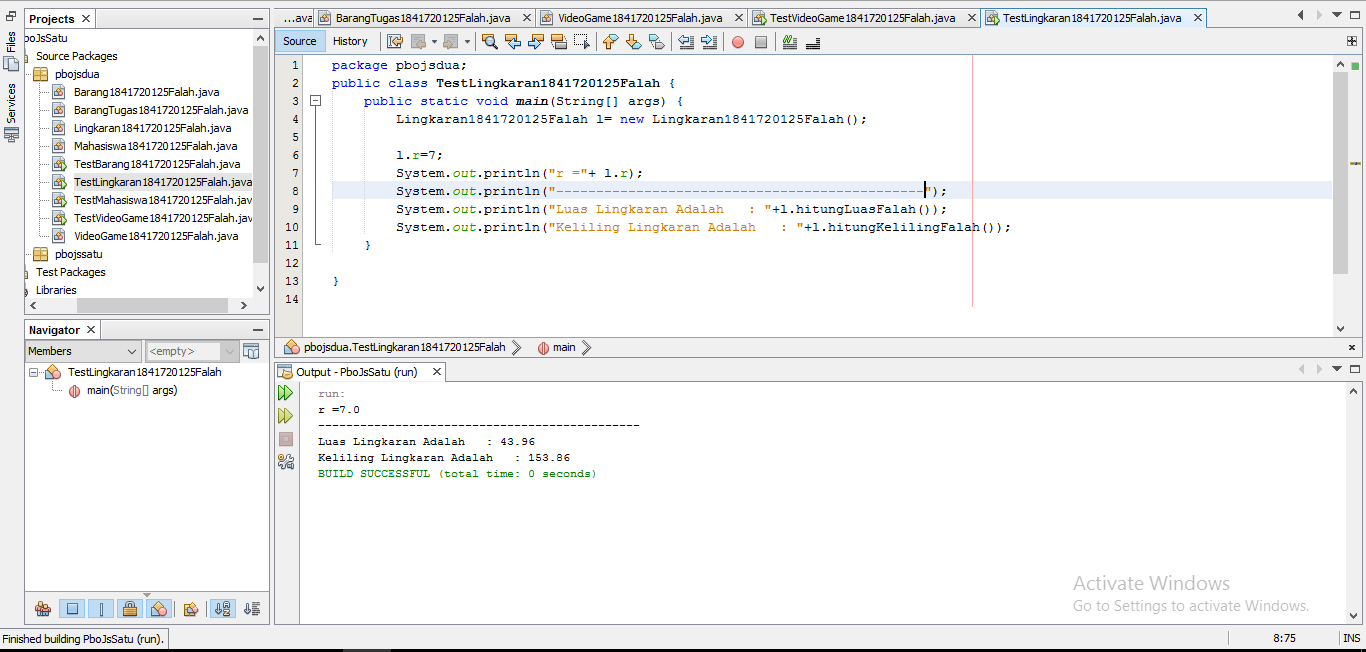 Projects
Files
Services
pboJsSatu
Source Packages
pbojsdua
Barang1841720125Falah.java
BarangTugas1841720125Falah.java
Lingkaran1841720125Falah.java
Mahasiswa1841720125Falah.java
TestBarang1841720125Falah.java
TestLingkaran1841720125Falah.java
TestMahasiswa1841720125Falah.jav
TestVideoGame1841720125Falah.jav
VideoGame1841720125Falah.java
pbojssatu
Test Packages
Libraries
Navigator
Members <empty>
TestLingkaran1841720125Falah
main(String[] args)
...ava BarangTugas1841720125Falah.java VideoGame1841720125Falah.java TestVideoGame1841720125Falah.java TestLingkaran1841720125Falah.java
Source History
1 package pbojsdua;
2 public class TestLingkaran1841720125Falah {
3 public static void main(String[] args) {
4 Lingkaran1841720125Falah l= new Lingkaran1841720125Falah();
5
6 l.r=7;
7 System.out.println("r ="+ l.r);
8 System.out.println("----------------------------------------------");
9 System.out.println("Luas Lingkaran Adalah   : "+l.hitungLuasFalah());
10 System.out.println("Keliling Lingkaran Adalah   : "+l.hitungKelilingFalah());
11 }
12
13 }
14
pbojsdua.TestLingkaran1841720125Falah main
Output - PboJsSatu (run)
run:
r =7.0
----------------------------------------------
Luas Lingkaran Adalah   : 43.96
Keliling Lingkaran Adalah   : 153.86
BUILD SUCCESSFUL (total time: 0 seconds)
Activate Windows
Go to Settings to activate Windows.
Finished building PboJsSatu (run).
8:75 INS